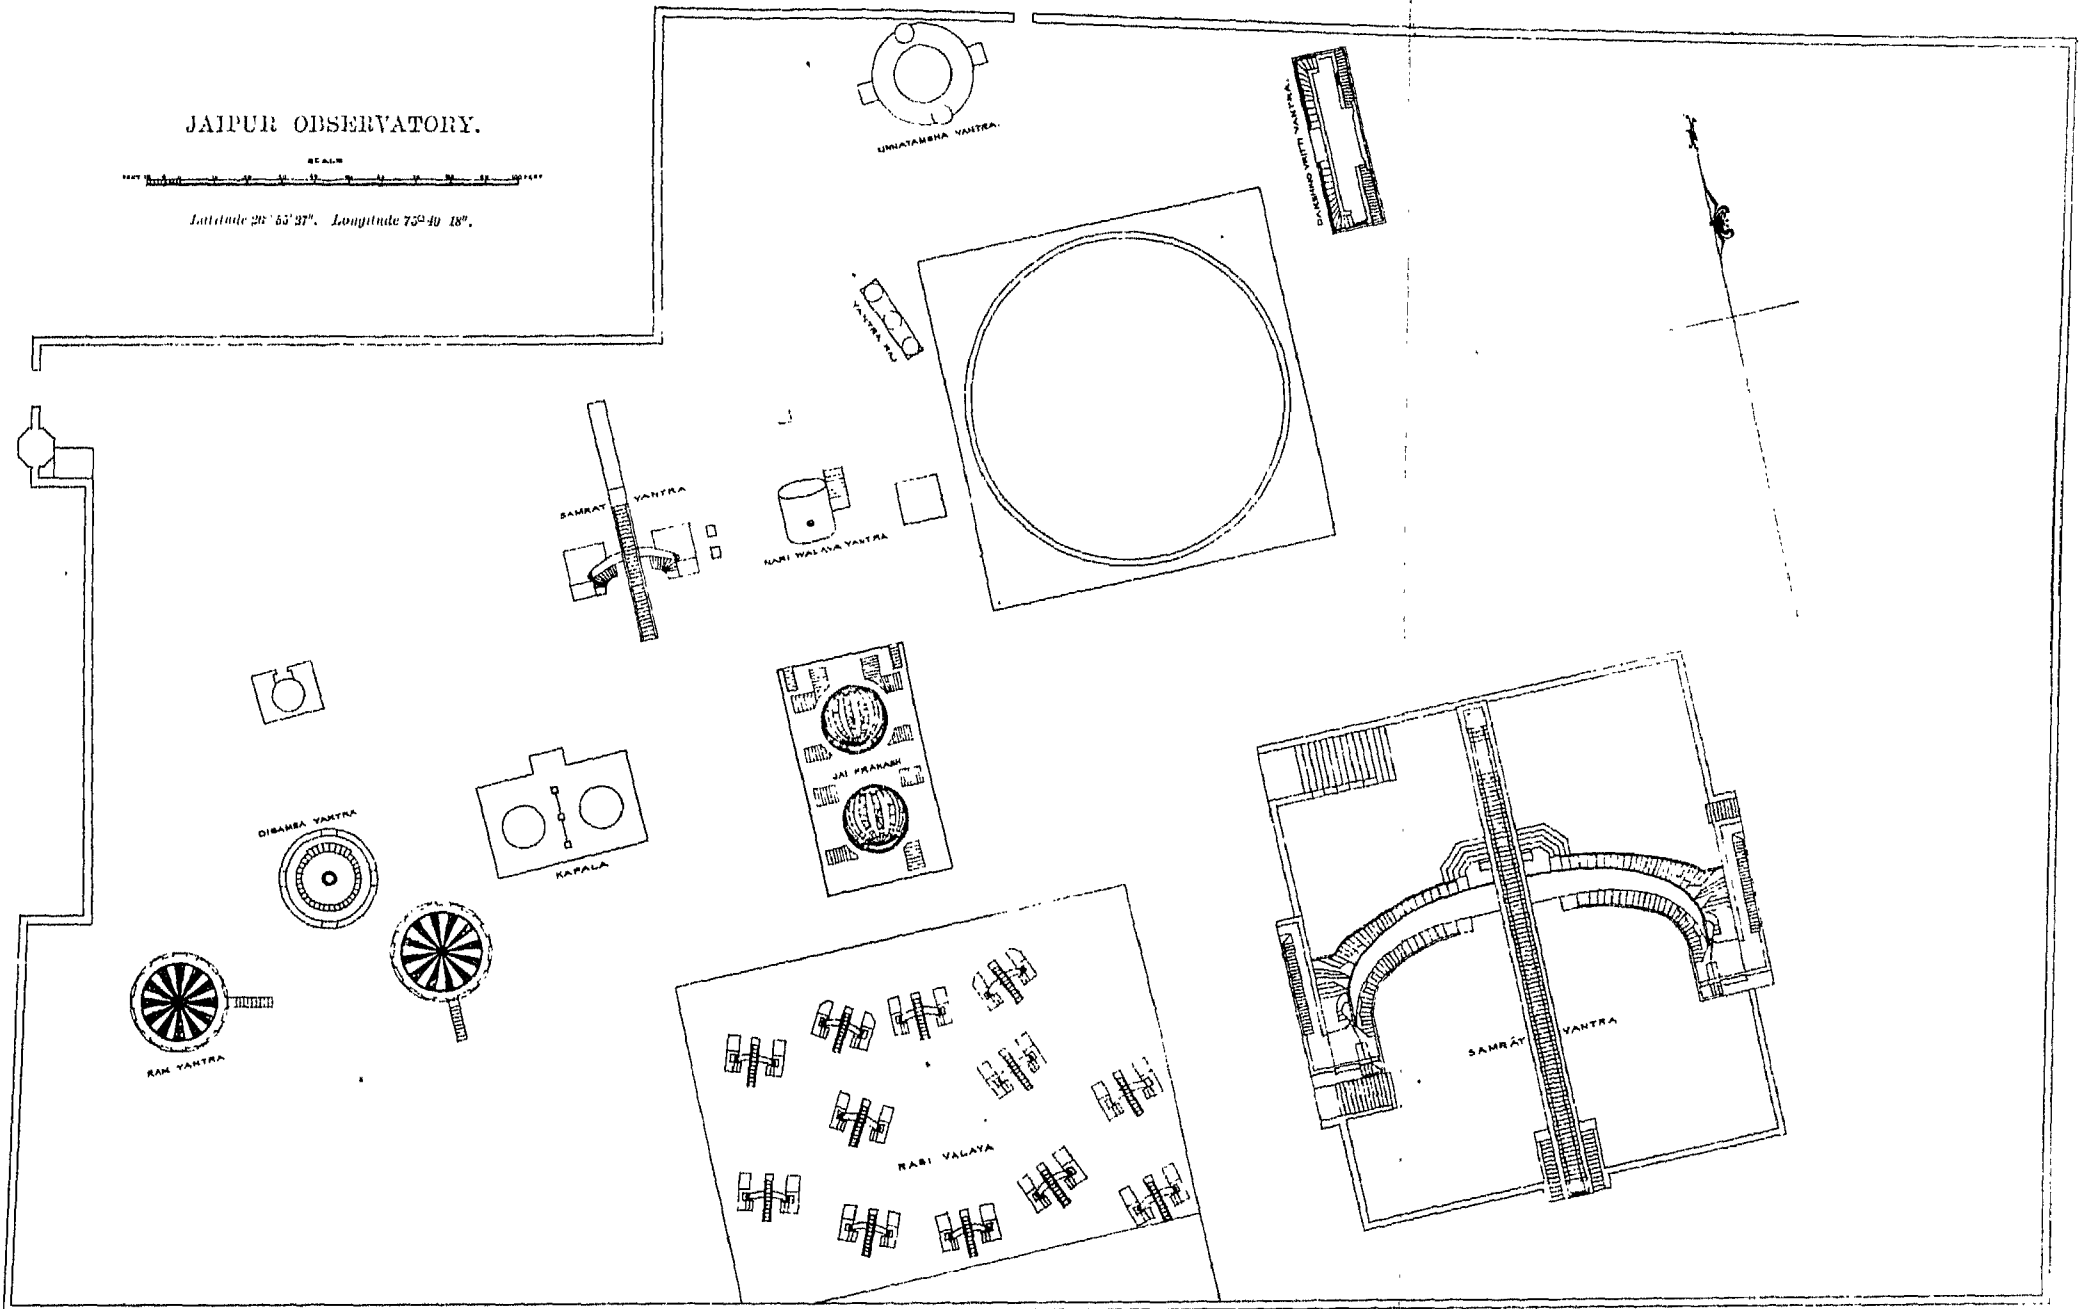 JAIPUR OBSERVATORY.
SCALE
Latitude 26° 55' 27". Longitude 75° 49' 18".
UNNATAMSHA YANTRA.
DAKSHINO VRITTI YANTRA.
YANTRA RAJ
SAMRAT YANTRA
NARI WALAYA YANTRA
JAI PRAKASH
DIGAMSA YANTRA
KAPALA
RAM YANTRA
RASI VALAYA
SAMRÂT YANTRA